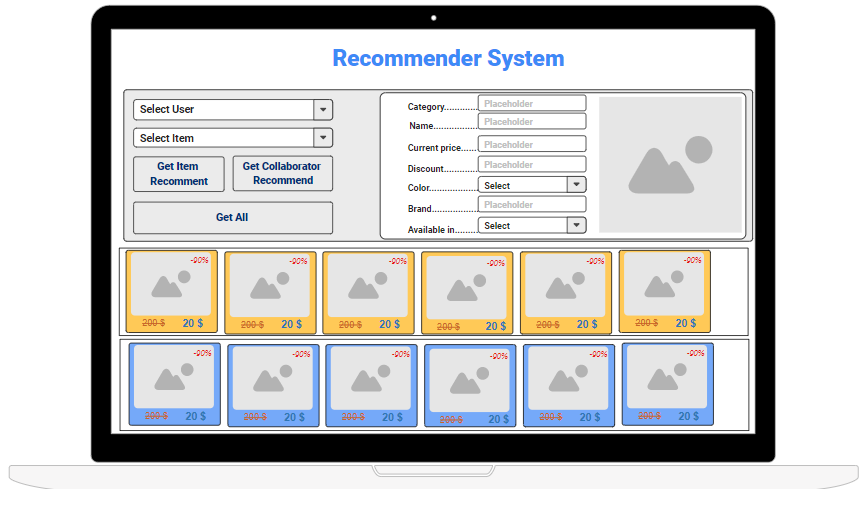 Recommender System
Select User
Select Item
Get Item
Recomment
Get Collaborator
Recommend
Get All
Category............. Placeholder
Name................. Placeholder
Current price...... Placeholder
Discount............. Placeholder
Color................... Select
Brand.................. Placeholder
Available in......... Select
-90% -90% -90% -90% -90% -90%
200 $ 20 $ 200 $ 20 $ 200 $ 20 $ 200 $ 20 $ 200 $ 20 $ 200 $ 20 $
-90% -90% -90% -90% -90% -90%
200 $ 20 $ 200 $ 20 $ 200 $ 20 $ 200 $ 20 $ 200 $ 20 $ 200 $ 20 $